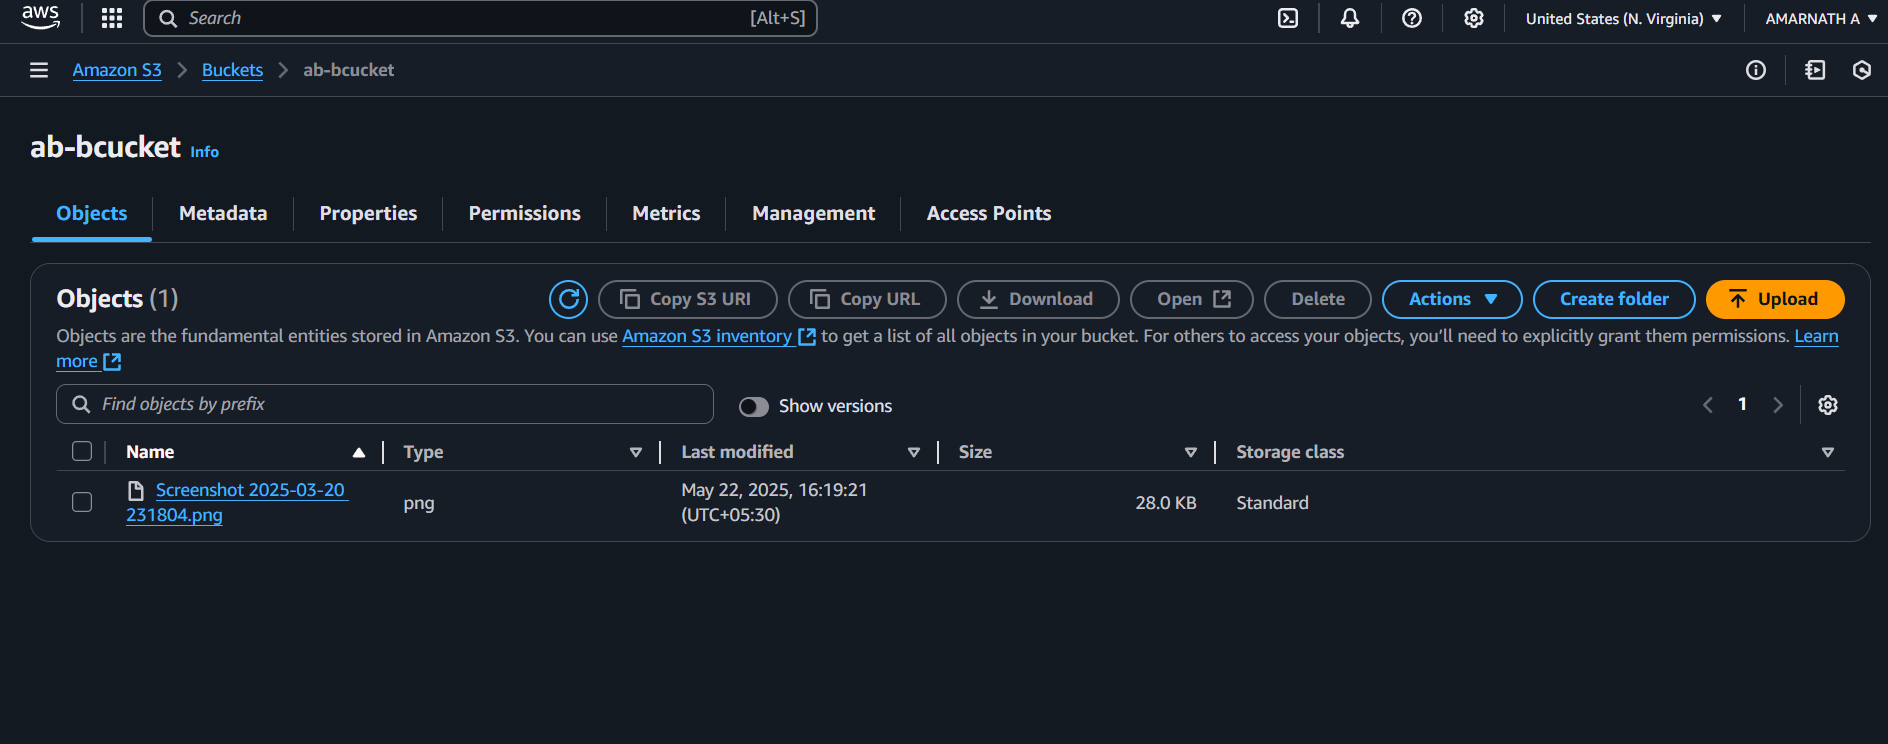 aws
Search [Alt+S]
United States (N. Virginia)
AMARNATH A
Amazon S3
Buckets
ab-bcucket
ab-bcucket Info
Objects
Metadata
Properties
Permissions
Metrics
Management
Access Points
Objects (1)
Copy S3 URI
Copy URL
Download
Open
Delete
Actions
Create folder
Upload
Objects are the fundamental entities stored in Amazon S3. You can use Amazon S3 inventory to get a list of all objects in your bucket. For others to access your objects, you’ll need to explicitly grant them permissions. Learn
more
Find objects by prefix
Show versions
1
Name
Type
Last modified
Size
Storage class
Screenshot 2025-03-20
231804.png
png
May 22, 2025, 16:19:21
(UTC+05:30)
28.0 KB
Standard